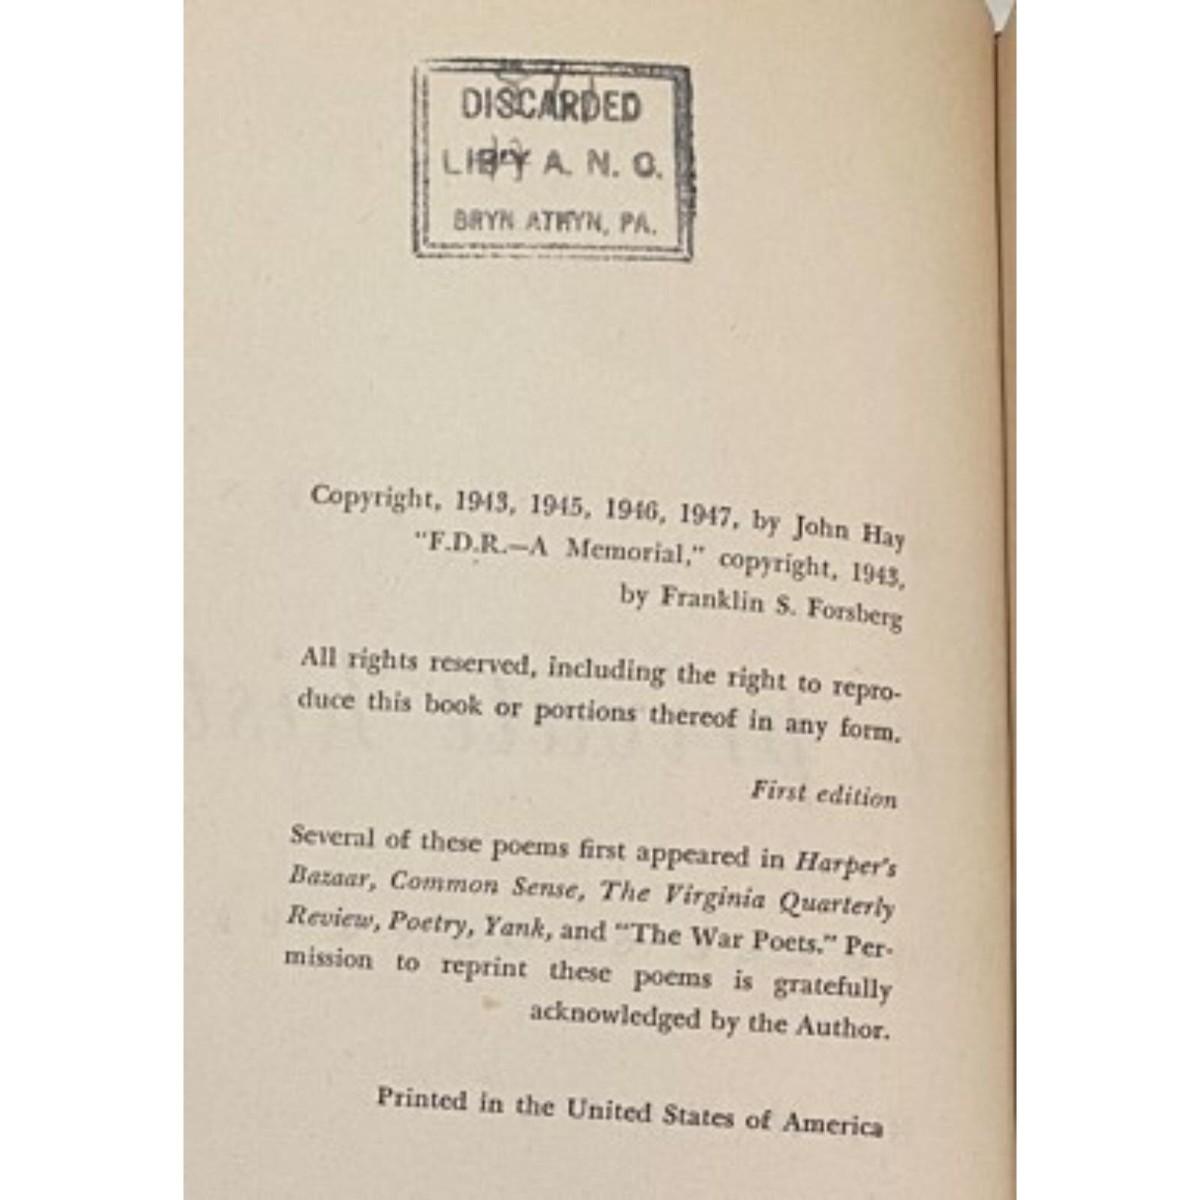 DISCARDED
LIB'Y A. N. C.
BRYN ATHYN, PA.
Copyright, 1943, 1945, 1946, 1947, by John Hay
"F.D.R.—A Memorial," copyright, 1943,
by Franklin S. Forsberg
All rights reserved, including the right to repro-
duce this book or portions thereof in any form.
First edition
Several of these poems first appeared in Harper's
Bazaar, Common Sense, The Virginia Quarterly
Review, Poetry, Yank, and "The War Poets." Per-
mission to reprint these poems is gratefully
acknowledged by the Author.
Printed in the United States of America